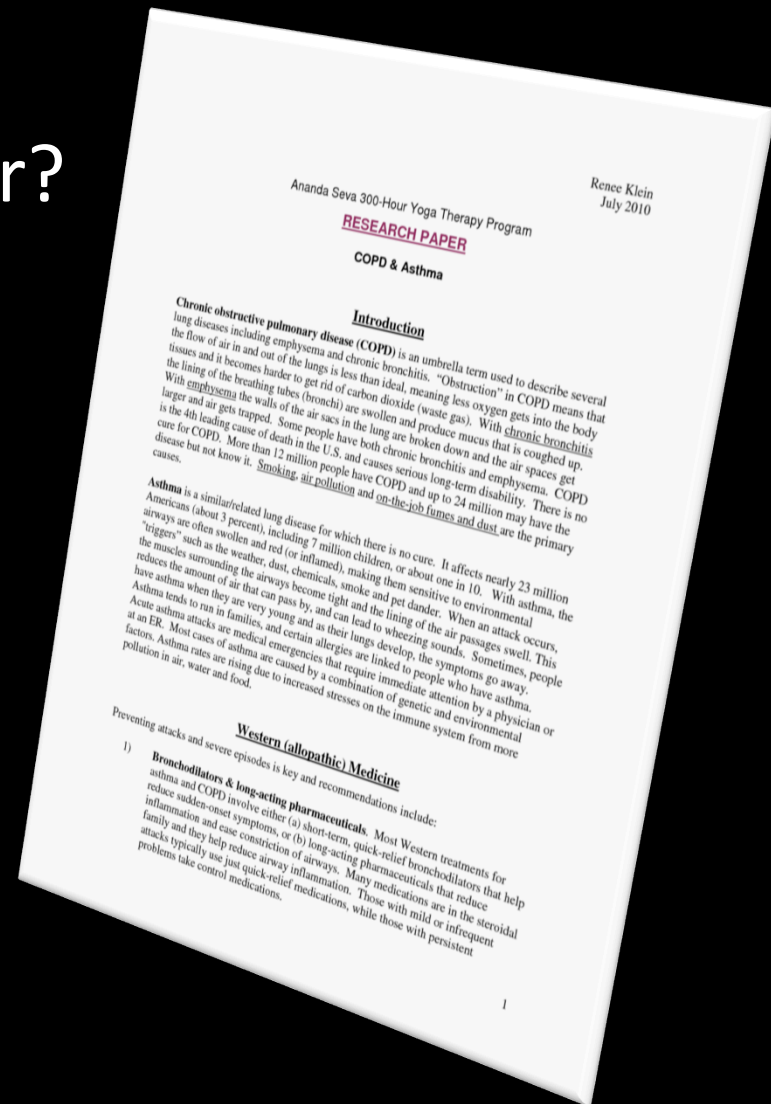 r?
Renee Klein
July 2010
Ananda Seva 300-Hour Yoga Therapy Program
RESEARCH PAPER
COPD & Asthma
Introduction
Chronic obstructive pulmonary disease (COPD) is an umbrella term used to describe several
lung diseases including emphysema and chronic bronchitis. “Obstruction” in COPD means that
the flow of air in and out of the lungs is less than ideal, meaning less oxygen gets into the body
tissues and it becomes harder to get rid of carbon dioxide (waste gas). With chronic bronchitis
the lining of the breathing tubes (bronchi) are swollen and produce mucus that is coughed up.
With emphysema the walls of the air sacs in the lung are broken down and the air spaces get
larger and air gets trapped. Some people have both chronic bronchitis and emphysema. COPD
is the 4th leading cause of death in the U.S. and causes serious long-term disability. There is no
cure for COPD. More than 12 million people have COPD and up to 24 million may have the
disease but not know it. Smoking, air pollution and on-the-job fumes and dust are the primary
causes.
Asthma is a similar/related lung disease for which there is no cure. It affects nearly 23 million
Americans (about 3 percent), including 7 million children, or about one in 10. With asthma, the
airways are often swollen and red (or inflamed), making them sensitive to environmental
“triggers” such as the weather, dust, chemicals, smoke and pet dander. When an attack occurs,
the muscles surrounding the airways become tight and the lining of the air passages swell. This
reduces the amount of air that can pass by, and can lead to wheezing sounds. Sometimes, people
have asthma when they are very young and as their lungs develop, the symptoms go away.
Asthma tends to run in families, and certain allergies are linked to people who have asthma.
Acute asthma attacks are medical emergencies that require immediate attention by a physician or
at an ER. Most cases of asthma are caused by a combination of genetic and environmental
factors. Asthma rates are rising due to increased stresses on the immune system from more
pollution in air, water and food.
Western (allopathic) Medicine
Preventing attacks and severe episodes is key and recommendations include:
1) Bronchodilators & long-acting pharmaceuticals. Most Western treatments for
asthma and COPD involve either (a) short-term, quick-relief bronchodilators that help
reduce sudden-onset symptoms, or (b) long-acting pharmaceuticals that reduce
inflammation and ease constriction of airways. Many medications are in the steroidal
family and they help reduce airway inflammation. Those with mild or infrequent
attacks typically use just quick-relief medications, while those with persistent
problems take control medications.
1